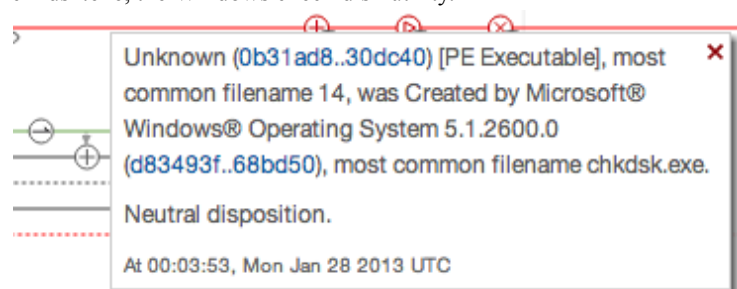 Unknown (0b31ad8..30dc40) [PE Executable], most
common filename 14, was Created by Microsoft®
Windows® Operating System 5.1.2600.0
(d83493f..68bd50), most common filename chkdsk.exe.
Neutral disposition.
At 00:03:53, Mon Jan 28 2013 UTC